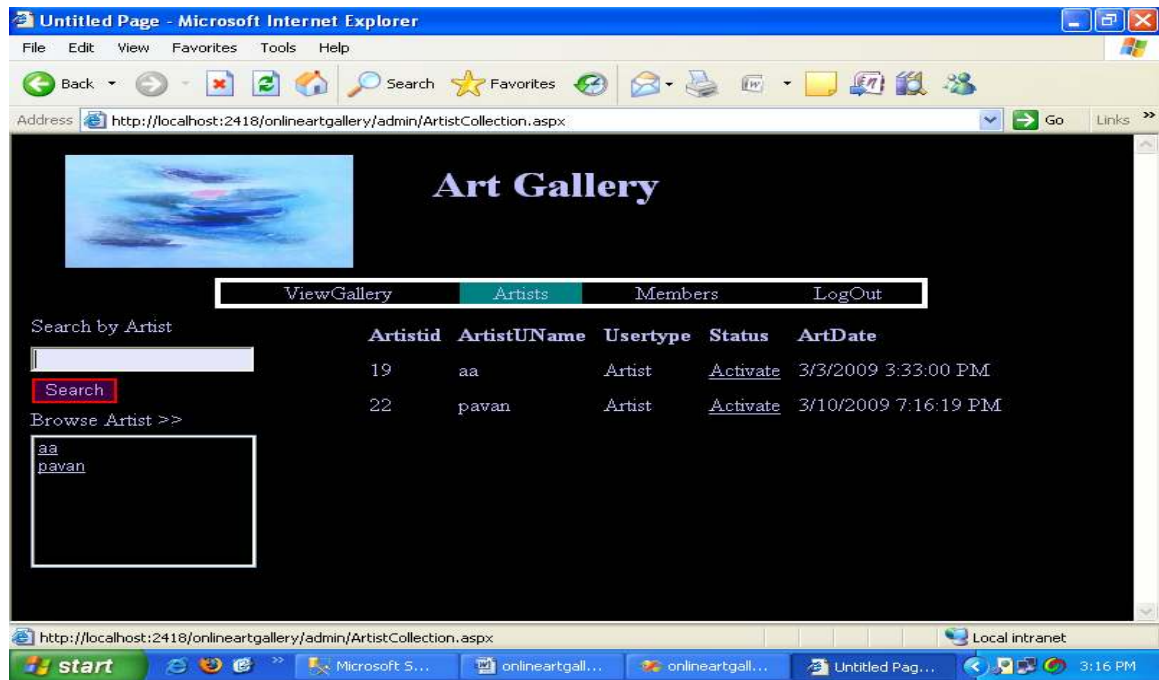 Untitled Page - Microsoft Internet Explorer
File Edit View Favorites Tools Help
Back Search Favorites
Address http://localhost:2418/onlineartgallery/admin/ArtistCollection.aspx Go Links »
Art Gallery
ViewGallery Artists Members LogOut
Search by Artist
Search
Browse Artist >>
aa
pavan
Artistid ArtistUName Usertype Status ArtDate
19 aa Artist Activate 3/3/2009 3:33:00 PM
22 pavan Artist Activate 3/10/2009 7:16:19 PM
http://localhost:2418/onlineartgallery/admin/ArtistCollection.aspx Local intranet
start » Microsoft S... onlineartgall... onlineartgall... Untitled Pag... 3:16 PM